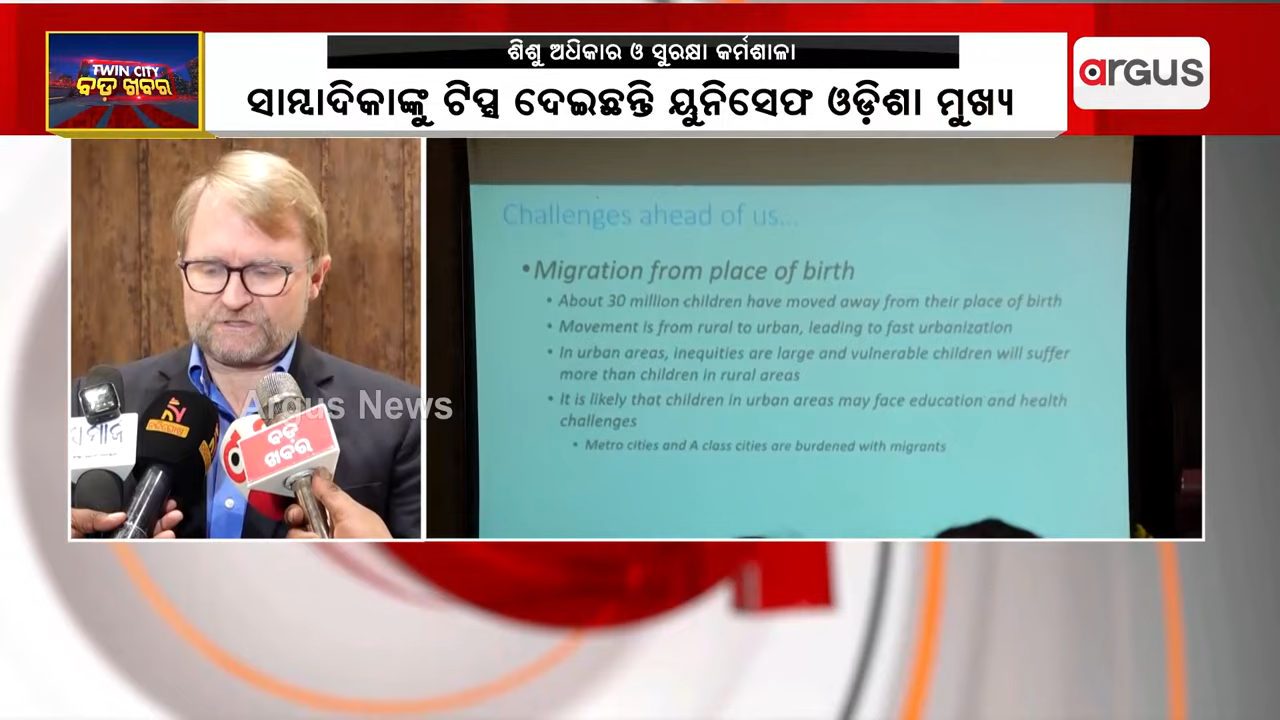 ଶିଶୁ ଅଧିକାର ଓ ସୁରକ୍ଷା କର୍ମଶାଳା
TWIN CITY
ବଡ଼ ଖବର
argus
ସାମ୍ବାଦିକାଙ୍କୁ ଟିପ୍ସ ଦେଇଛନ୍ତି ୟୁନିସେଫ ଓଡ଼ିଶା ମୁଖ୍ୟ
Challenges ahead of us...
•Migration from place of birth
• About 30 million children have moved away from their place of birth
• Movement is from rural to urban, leading to fast urbanization
• In urban areas, inequities are large and vulnerable children will suffer
more than children in rural areas
• It is likely that children in urban areas may face education and health
challenges
• Metro cities and A class cities are burdened with migrants
Argus News
ବଡ଼
ଖବର